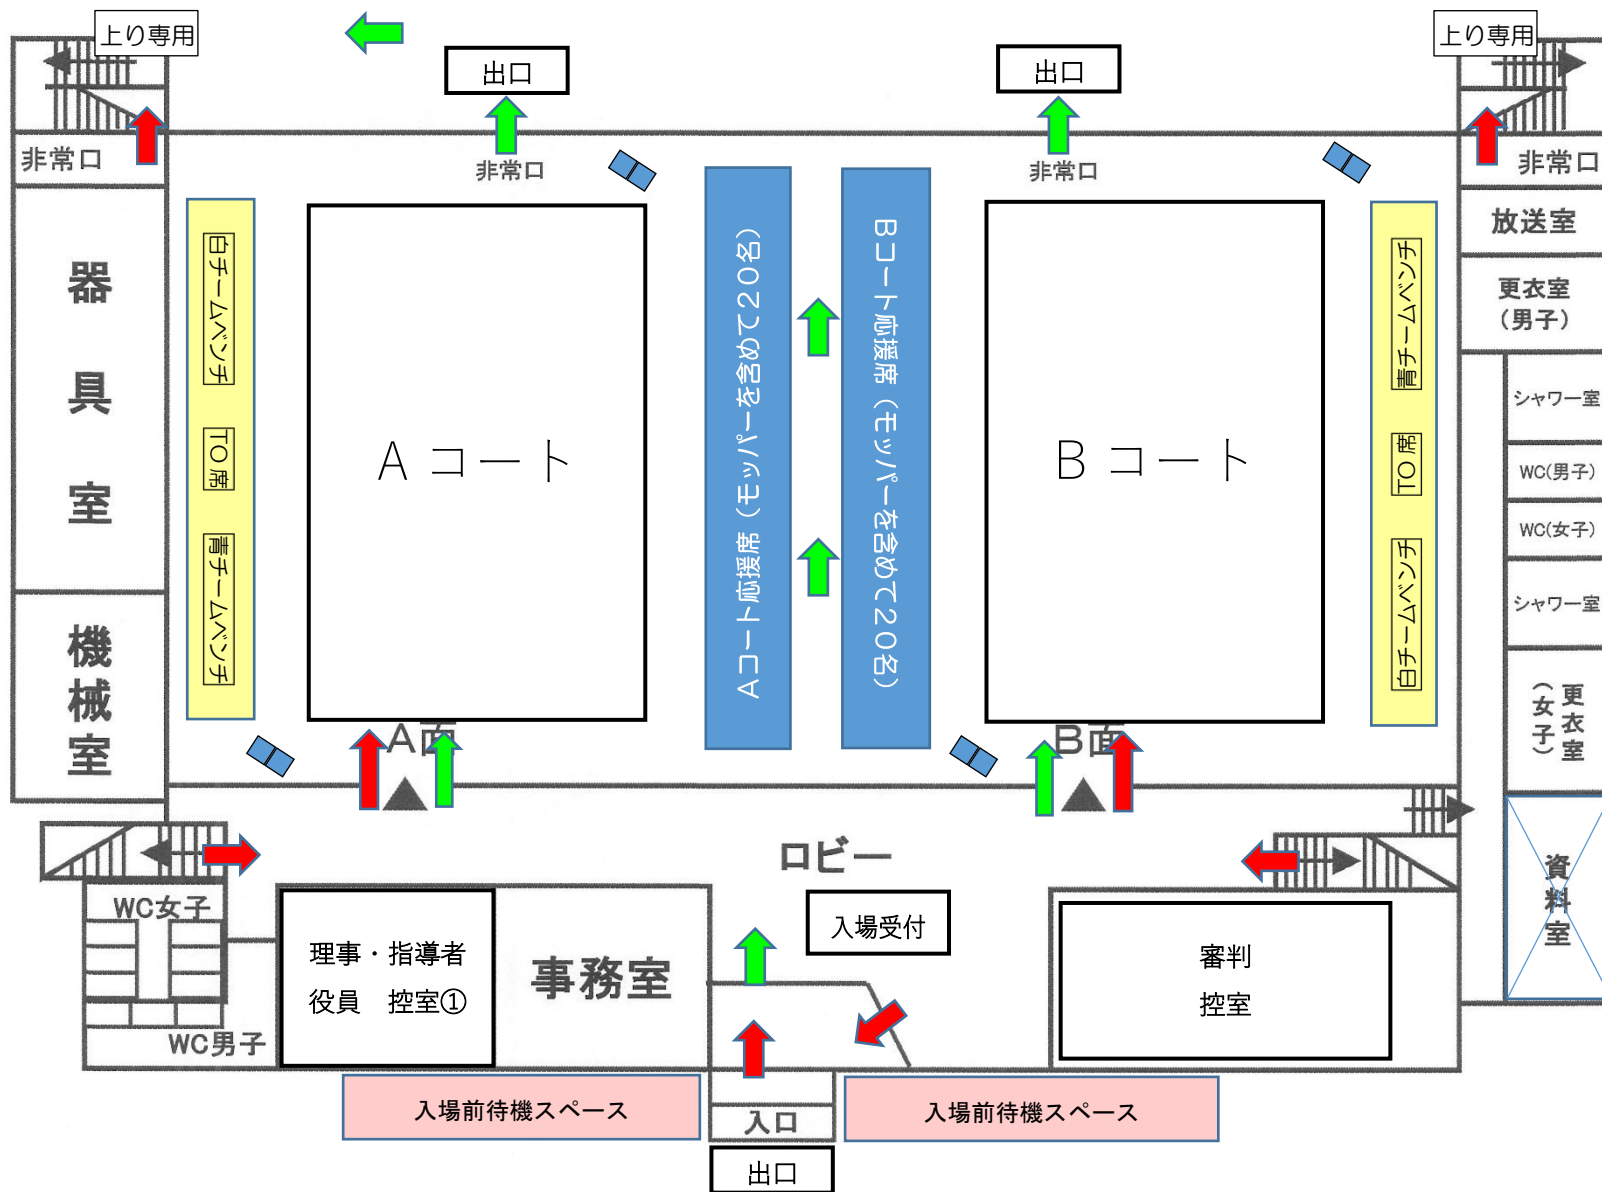 上り専用
出口
出口
上り専用
非常口
非常口
非常口
非常口
器具室
機械室
白チームベンチ
TO席
青チームベンチ
Aコート
Aコート応援席（モッパーを含めて20名）
Bコート応援席（モッパーを含めて20名）
Bコート
青チームベンチ
TO席
白チームベンチ
放送室
更衣室
（男子）
シャワー室
WC(男子)
WC(女子)
シャワー室
更衣室
（女子）
資料室
A面
B面
ロビー
WC女子
WC男子
理事・指導者
役員　控室①
事務室
入場受付
審判
控室
入場前待機スペース
入口
入場前待機スペース
出口